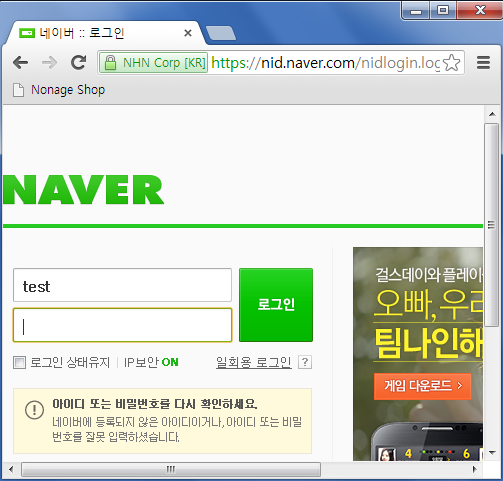 네이버 :: 로그인
NHN Corp [KR] https://nid.naver.com/nidlogin.log
Nonage Shop
NAVER
test
로그인
로그인 상태유지 IP보안 ON 일회용 로그인 ?
아이디 또는 비밀번호를 다시 확인하세요.
네이버에 등록되지 않은 아이디이거나, 아이디 또는 비밀
번호를 잘못 입력하셨습니다.
걸스데이와 플레이
오빠, 우리
팀나인해
게임 다운로드
4 6